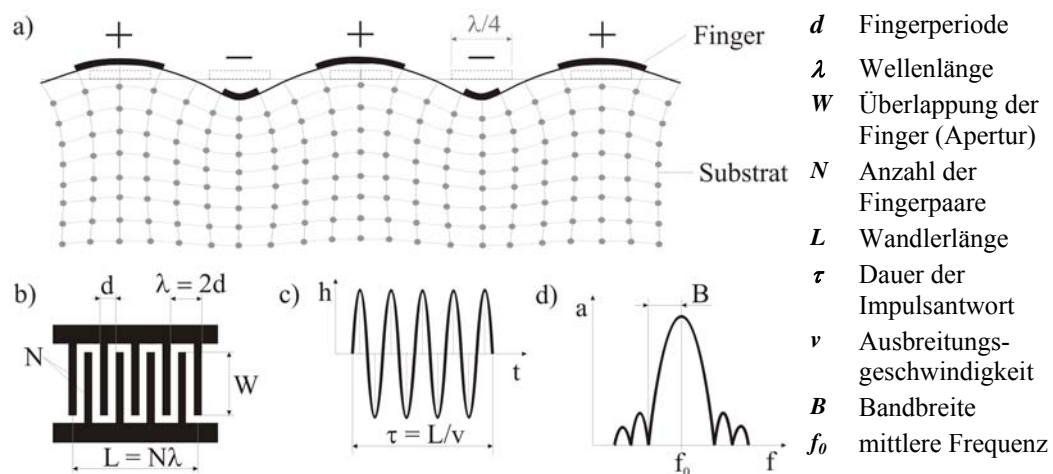 a)
+ − + − +
λ/4
Finger
Substrat
b)
d
λ = 2d
N
W
L = Nλ
c)
h
t
τ = L/v
d)
a
B
f₀
f
d Fingerperiode
λ Wellenlänge
W Überlappung der
Finger (Apertur)
N Anzahl der
Fingerpaare
L Wandlerlänge
τ Dauer der
Impulsantwort
v Ausbreitungs-
geschwindigkeit
B Bandbreite
f₀ mittlere Frequenz